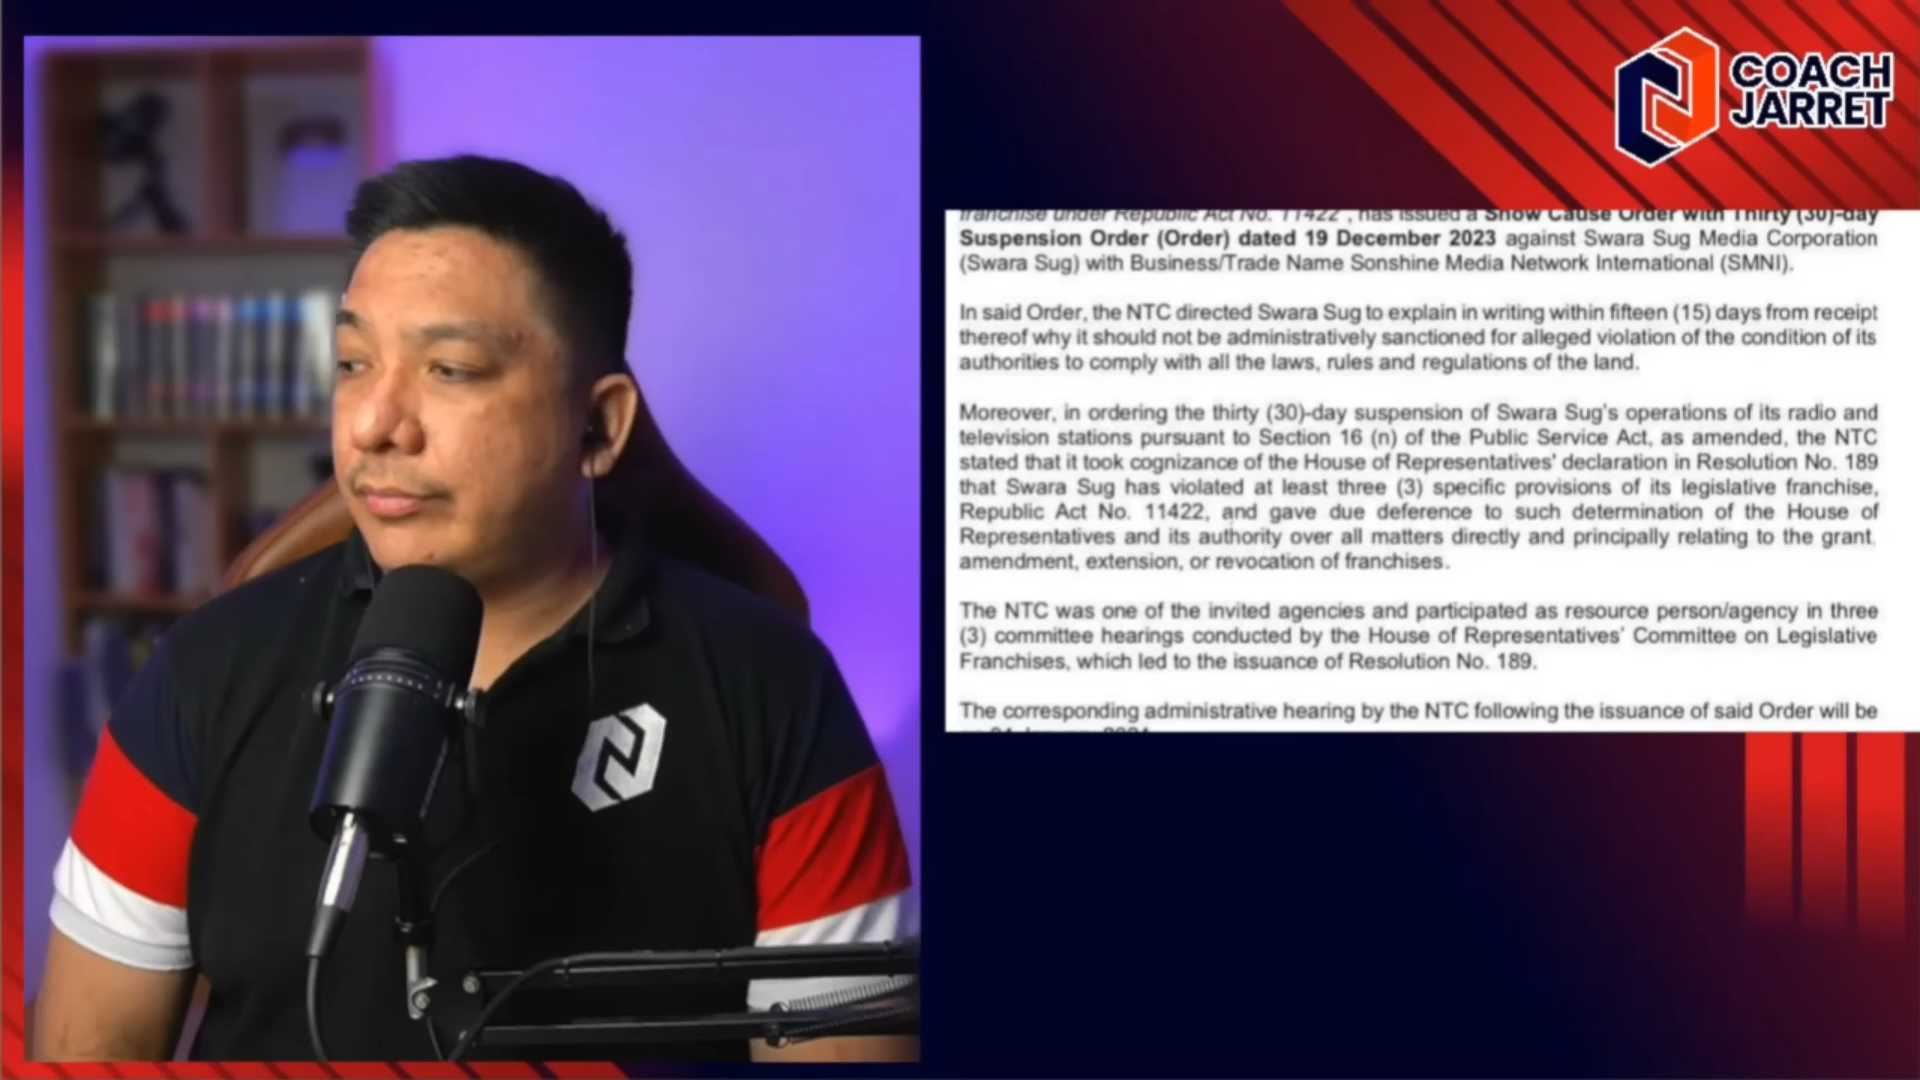 COACH
JARRET
franchise under Republic Act No. 11422", has issued a Show Cause Order with Thirty (30)-day
Suspension Order (Order) dated 19 December 2023 against Swara Sug Media Corporation
(Swara Sug) with Business/Trade Name Sonshine Media Network International (SMNI).
In said Order, the NTC directed Swara Sug to explain in writing within fifteen (15) days from receipt
thereof why it should not be administratively sanctioned for alleged violation of the condition of its
authorities to comply with all the laws, rules and regulations of the land.
Moreover, in ordering the thirty (30)-day suspension of Swara Sug's operations of its radio and
television stations pursuant to Section 16 (n) of the Public Service Act, as amended, the NTC
stated that it took cognizance of the House of Representatives' declaration in Resolution No. 189
that Swara Sug has violated at least three (3) specific provisions of its legislative franchise,
Republic Act No. 11422, and gave due deference to such determination of the House of
Representatives and its authority over all matters directly and principally relating to the grant,
amendment, extension, or revocation of franchises.
The NTC was one of the invited agencies and participated as resource person/agency in three
(3) committee hearings conducted by the House of Representatives' Committee on Legislative
Franchises, which led to the issuance of Resolution No. 189.
The corresponding administrative hearing by the NTC following the issuance of said Order will be